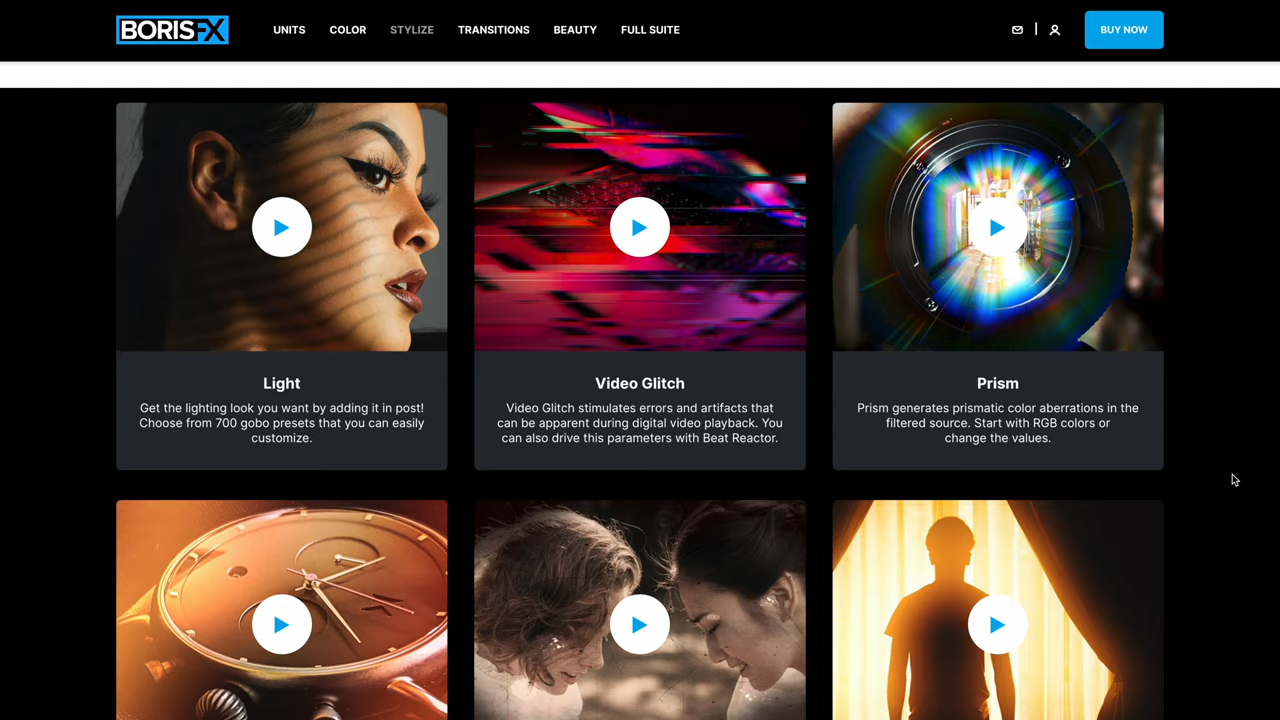 BORISFX
UNITS
COLOR
STYLIZE
TRANSITIONS
BEAUTY
FULL SUITE
BUY NOW
Light
Get the lighting look you want by adding it in post!
Choose from 700 gobo presets that you can easily
customize.
Video Glitch
Video Glitch stimulates errors and artifacts that
can be apparent during digital video playback. You
can also drive this parameters with Beat Reactor.
Prism
Prism generates prismatic color aberrations in the
filtered source. Start with RGB colors or
change the values.